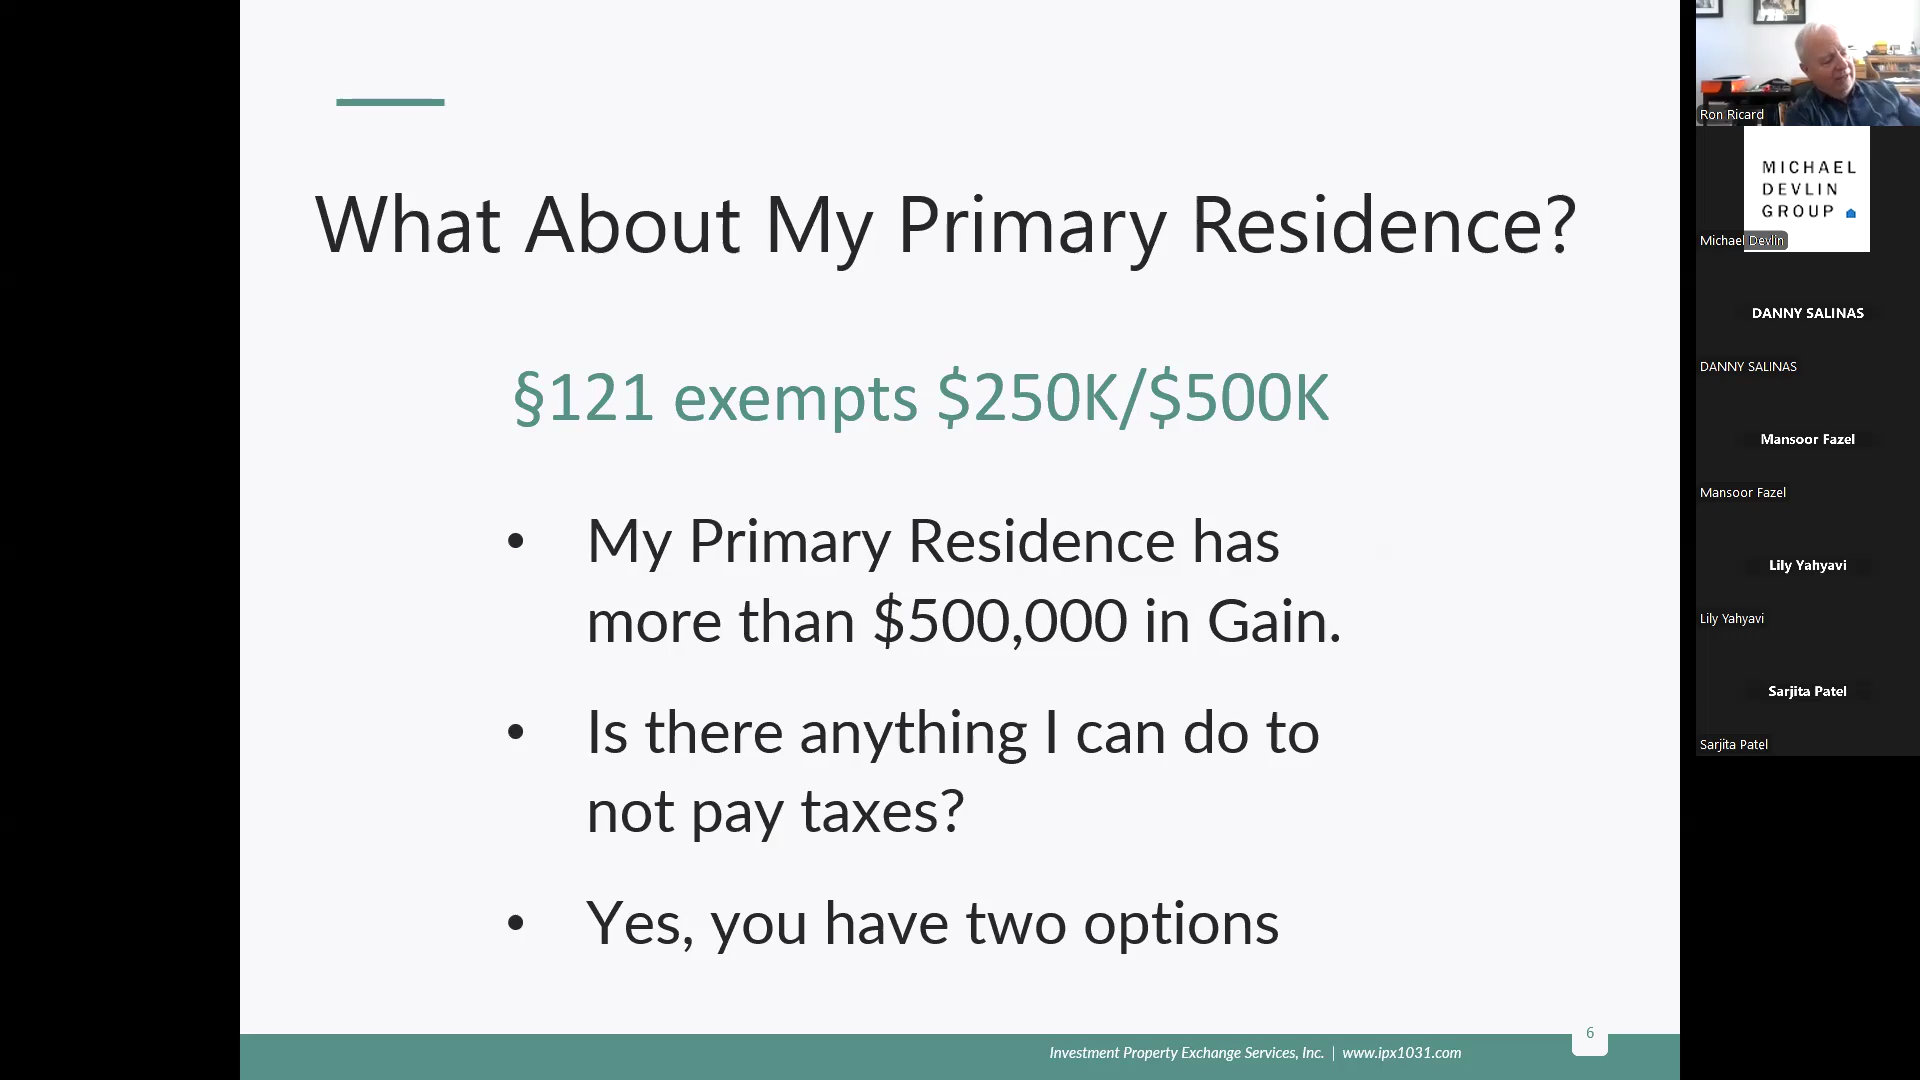 What About My Primary Residence?
§121 exempts $250K/$500K
• My Primary Residence has
more than $500,000 in Gain.
• Is there anything I can do to
not pay taxes?
• Yes, you have two options
Investment Property Exchange Services, Inc. | www.ipx1031.com
6
Ron Ricard
MICHAEL
DEVLIN
GROUP
Michael Devlin
DANNY SALINAS
DANNY SALINAS
Mansoor Fazel
Mansoor Fazel
Lily Yahyavi
Lily Yahyavi
Sarjita Patel
Sarjita Patel